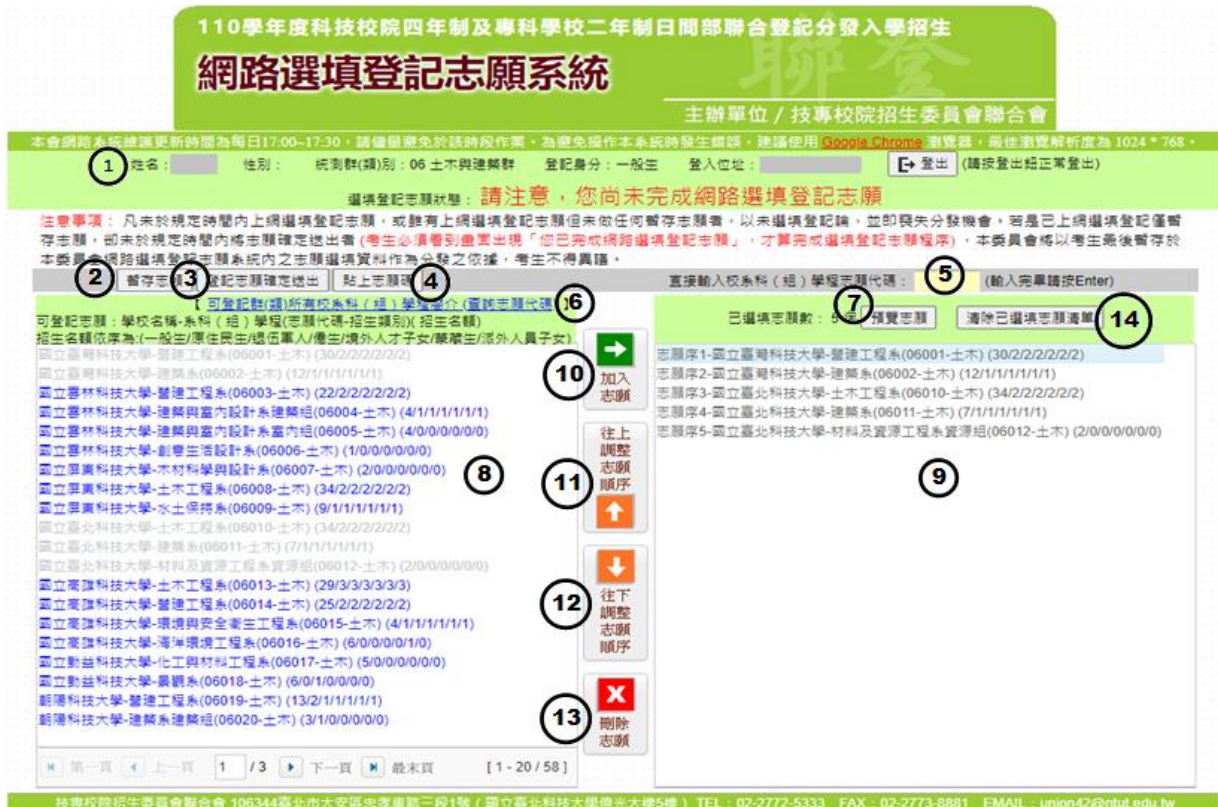 110學年度科技校院四年制及專科學校二年制日間部聯合登記分發入學招生
聯登
網路選填登記志願系統
主辦單位 / 技專校院招生委員會聯合會
本會網路系統維護更新時間為每日17:00~17:30,請儘量避免於該時段作業。為避免操作本系統時發生錯誤,建議使用 Google Chrome 瀏覽器,最佳瀏覽解析度為 1024 * 768。
1 姓名: 性別: 統測群(類)別:06 土木與建築群 登記身分:一般生 登入位址: 登出 (請按登出鈕正常登出)
選填登記志願狀態:請注意,您尚未完成網路選填登記志願
注意事項: 凡未於規定時間內上網選填登記志願,或雖有上網選填登記志願但未做任何暫存志願者,以未選填登記論,並即喪失分發機會。若是已上網選填登記僅暫
存志願,卻未於規定時間內將志願確定送出者 (考生必須看到畫面出現「您已完成網路選填登記志願」,才算完成選填登記志願程序),本委員會將以考生最後暫存於
本委員會網路選填登記志願系統內之志願選填資料作為分發之依據,考生不得異議。
2 暫存志願 3 登記志願確定送出 貼上志願碼 4 直接輸入校系科(組)學程志願代碼: 5 (輸入完畢請按Enter)
【 可登記群(類)所有校系科(組)學程簡介 (查詢志願代碼) 】 6
可登記志願:學校名稱-系科(組)學程(志願代碼-招生類別)( 招生名額)
招生名額依序為:(一般生/原住民生/退伍軍人/僑生/境外人才子女/蒙藏生/派外人員子女)
7 已選填志願數: 5 個 預覽志願 清除已選填志願清單 14
國立臺灣科技大學-營建工程系(06001-土木) (30/2/2/2/2/2/2)
國立臺灣科技大學-建築系(06002-土木) (12/1/1/1/1/1/1)
國立雲林科技大學-營建工程系(06003-土木) (22/2/2/2/2/2/2)
國立雲林科技大學-建築與室內設計系建築組(06004-土木) (4/1/1/1/1/1/1)
國立雲林科技大學-建築與室內設計系室內組(06005-土木) (4/0/0/0/0/0/0)
國立雲林科技大學-創意生活設計系(06006-土木) (1/0/0/0/0/0/0)
國立屏東科技大學-木材科學與設計系(06007-土木) (2/0/0/0/0/0/0)
8
國立屏東科技大學-土木工程系(06008-土木) (34/2/2/2/2/2/2)
國立屏東科技大學-水土保持系(06009-土木) (9/1/1/1/1/1/1)
國立臺北科技大學-土木工程系(06010-土木) (34/2/2/2/2/2/2)
國立臺北科技大學-建築系(06011-土木) (7/1/1/1/1/1/1)
國立臺北科技大學-材料及資源工程系資源組(06012-土木) (2/0/0/0/0/0/0)
國立高雄科技大學-土木工程系(06013-土木) (29/3/3/3/3/3/3)
國立高雄科技大學-營建工程系(06014-土木) (25/2/2/2/2/2/2)
國立高雄科技大學-環境與安全衛生工程系(06015-土木) (4/1/1/1/1/1/1)
國立高雄科技大學-海洋環境工程系(06016-土木) (6/0/0/0/0/1/0)
國立勤益科技大學-化工與材料工程系(06017-土木) (5/0/0/0/0/0/0)
國立勤益科技大學-景觀系(06018-土木) (6/0/1/0/0/0/0)
朝陽科技大學-營建工程系(06019-土木) (13/2/1/1/1/1/1)
朝陽科技大學-建築系建築組(06020-土木) (3/1/0/0/0/0/0)
第一頁 上一頁 1 / 3 下一頁 最末頁 [ 1 - 20 / 58 ]
10
加入
志願
往上
調整
志願
順序
11
12
往下
調整
志願
順序
X
13
刪除
志願
志願序1-國立臺灣科技大學-營建工程系(06001-土木) (30/2/2/2/2/2/2)
志願序2-國立臺灣科技大學-建築系(06002-土木) (12/1/1/1/1/1/1)
志願序3-國立臺北科技大學-土木工程系(06010-土木) (34/2/2/2/2/2/2)
志願序4-國立臺北科技大學-建築系(06011-土木) (7/1/1/1/1/1/1)
志願序5-國立臺北科技大學-材料及資源工程系資源組(06012-土木) (2/0/0/0/0/0/0)
9
技專校院招生委員會聯合會 106344臺北市大安區忠孝東路三段1號(國立臺北科技大學億光大樓5樓) TEL:02-2772-5333 FAX:02-2773-8881 EMAIL:union42@ntut.edu.tw